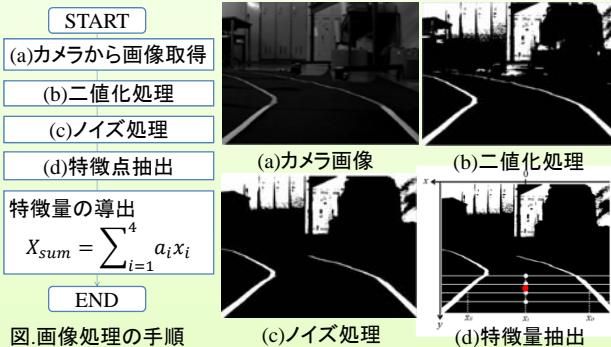 START
(a)カメラから画像取得
(b)二値化処理
(c)ノイズ処理
(d)特徴点抽出
特徴量の導出
X_{sum} = \sum_{i=1}^{4} a_i x_i
END
図.画像処理の手順
(a)カメラ画像
(b)二値化処理
(c)ノイズ処理
0
x
y
(d)特徴量抽出